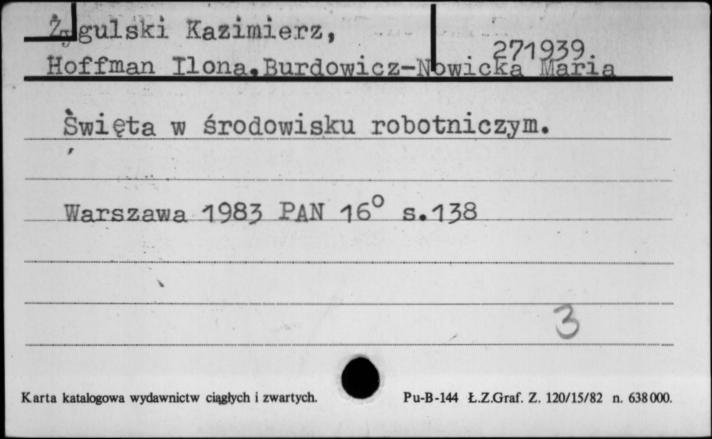 Żygulski Kazimierz,
271939
Hoffman Ilona,Burdowicz-Nowicka Maria
Święta w środowisku robotniczym.
Warszawa 1983 PAN 16° s.138
3
Karta katalogowa wydawnictw ciągłych i zwartych.
Pu-B-144 Ł.Z.Graf. Z. 120/15/82 n. 638000.